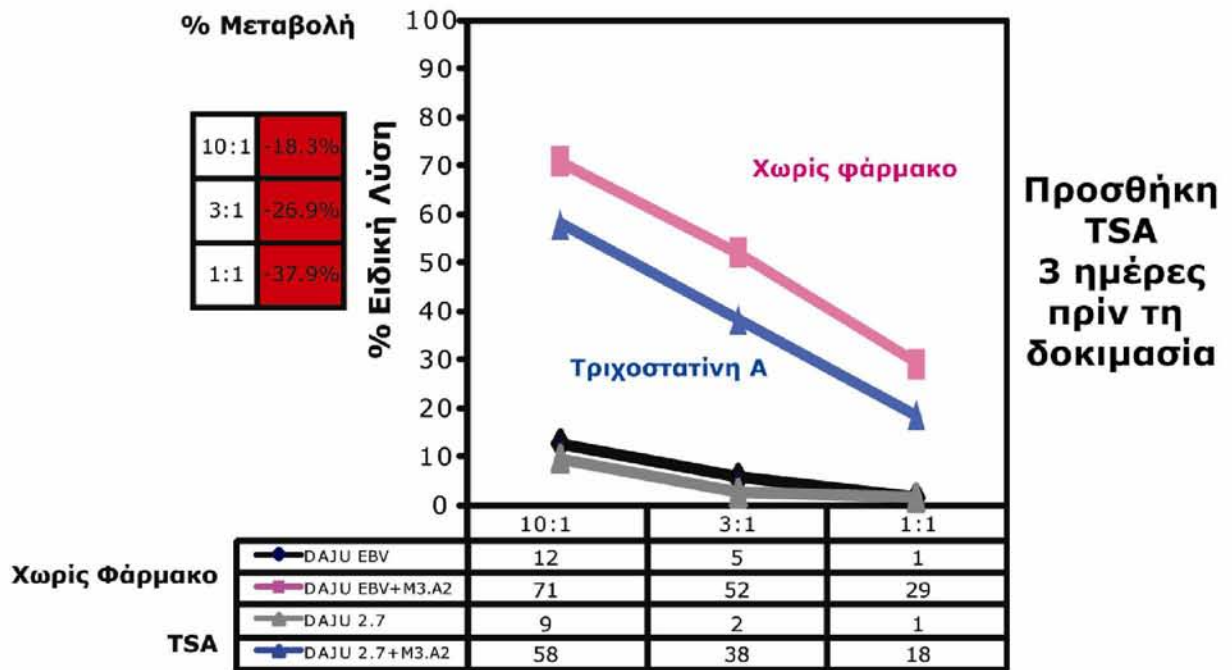 % Μεταβολή
10:1 -18.3%
3:1 -26.9%
1:1 -37.9%
% Ειδική Λύση
100
90
80
70
60
50
40
30
20
10
0
Χωρίς φάρμακο
Τριχοστατίνη Α
Προσθήκη
TSA
3 ημέρες
πρίν τη
δοκιμασία
10:1 3:1 1:1
Χωρίς Φάρμακο
DAJU EBV 12 5 1
DAJU EBV+M3.A2 71 52 29
TSA
DAJU 2.7 9 2 1
DAJU 2.7+M3.A2 58 38 18